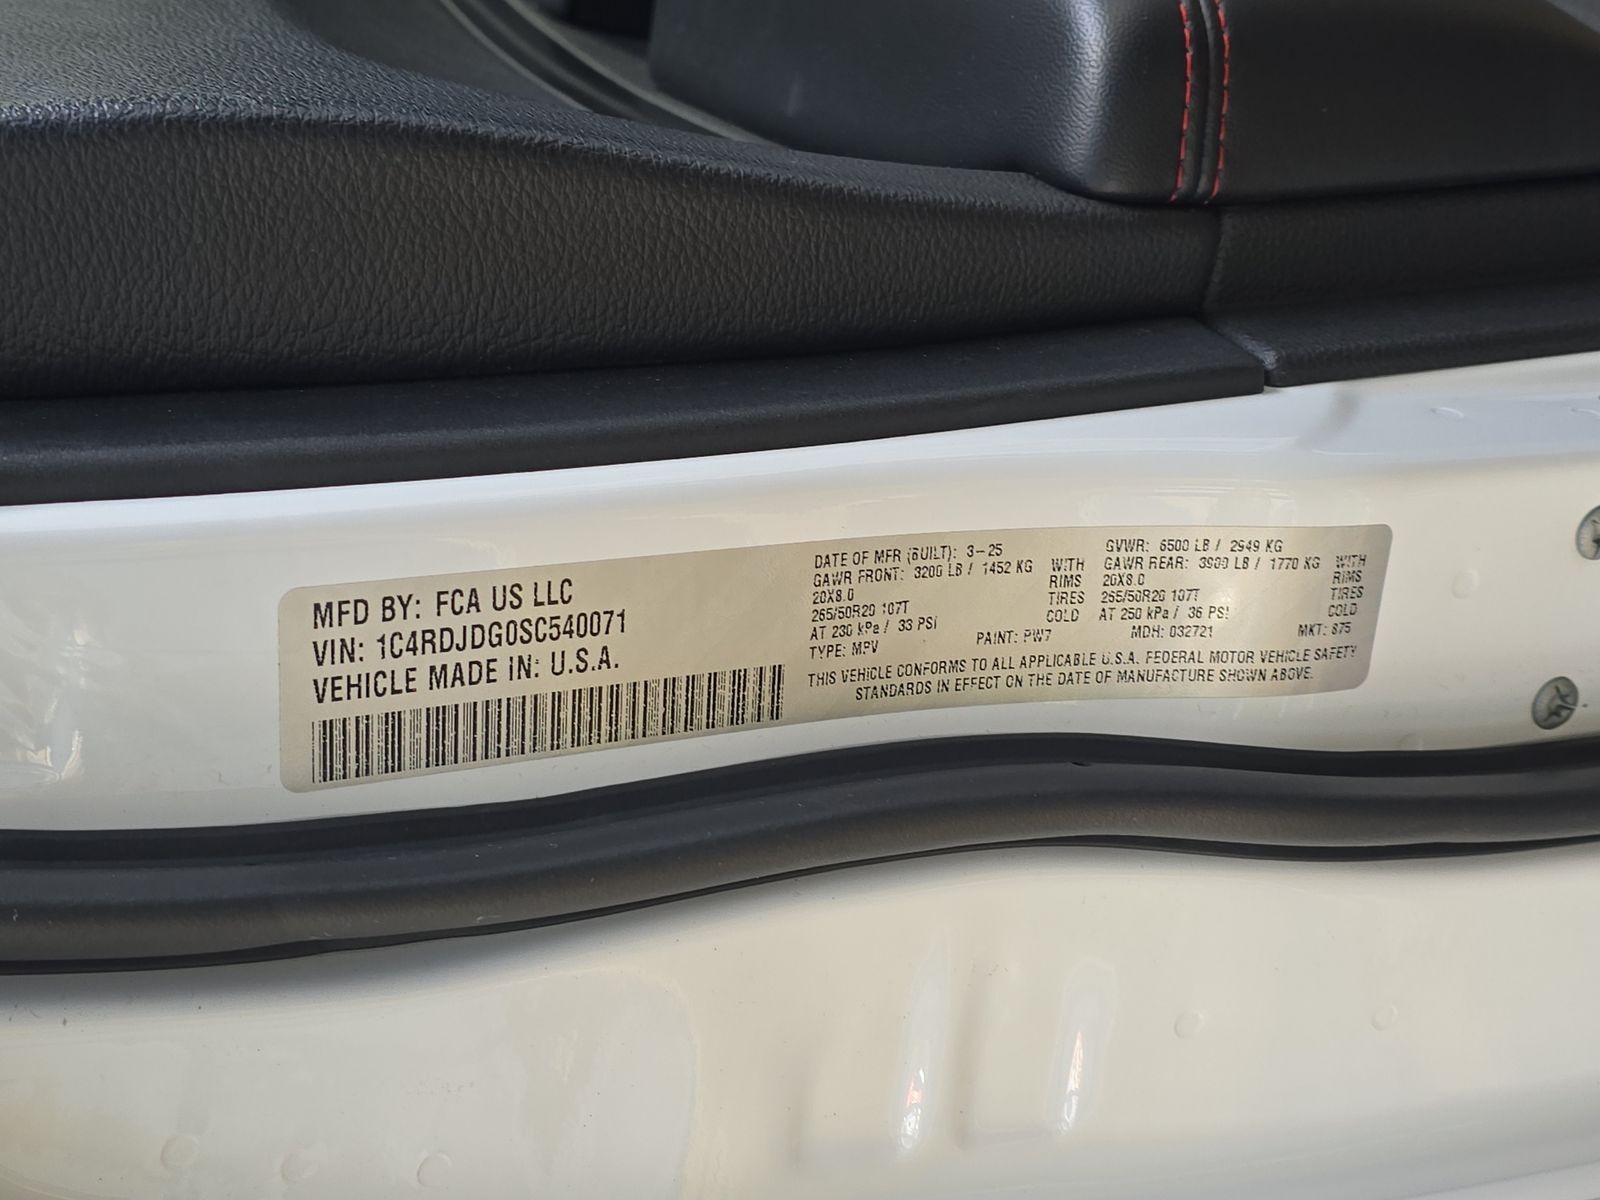 MFD BY: FCA US LLC
VIN: 1C4RDJDG0SC540071
VEHICLE MADE IN: U.S.A.
DATE OF MFR (BUILT): 3-25
GAWR FRONT: 3200 LB / 1452 KG WITH
20X8.0 RIMS
265/50R20 107T TIRES
AT 230 kPa / 33 PSI COLD
TYPE: MPV PAINT: PW7
GVWR: 6500 LB / 2949 KG
GAWR REAR: 3900 LB / 1770 KG WITH
20X8.0 RIMS
265/50R20 107T TIRES
AT 250 kPa / 36 PSI COLD
MDH: 032721 MKT: 875
THIS VEHICLE CONFORMS TO ALL APPLICABLE U.S.A. FEDERAL MOTOR VEHICLE SAFETY
STANDARDS IN EFFECT ON THE DATE OF MANUFACTURE SHOWN ABOVE.